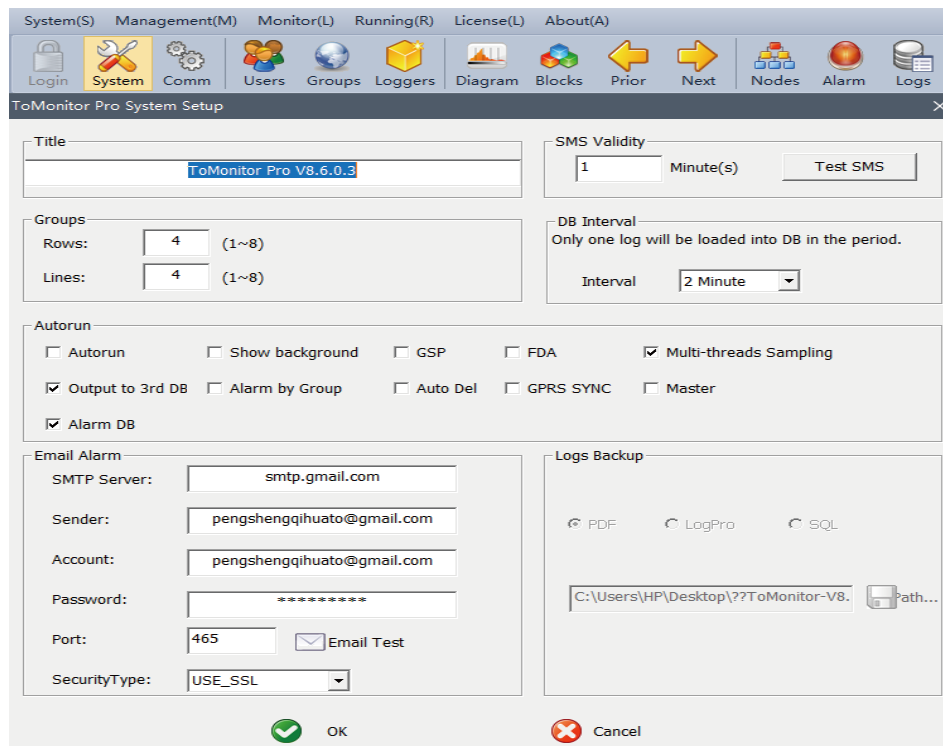 System(S) Management(M) Monitor(L) Running(R) License(L) About(A)
Login System Comm Users Groups Loggers Diagram Blocks Prior Next Nodes Alarm Logs
ToMonitor Pro System Setup
Title
ToMonitor Pro V8.6.0.3
SMS Validity
1 Minute(s) Test SMS
Groups
Rows: 4 (1~8)
Lines: 4 (1~8)
DB Interval
Only one log will be loaded into DB in the period.
Interval 2 Minute
Autorun
Autorun Show background GSP FDA Multi-threads Sampling
Output to 3rd DB Alarm by Group Auto Del GPRS SYNC Master
Alarm DB
Email Alarm
SMTP Server: smtp.gmail.com
Sender: pengshengqihuato@gmail.com
Account: pengshengqihuato@gmail.com
Password: *********
Port: 465 Email Test
SecurityType: USE_SSL
Logs Backup
PDF LogPro SQL
C:\Users\HP\Desktop\??ToMonitor-V8. Path...
OK Cancel